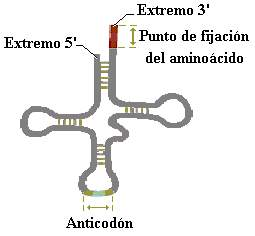 Extremo 3'
Extremo 5'
Punto de fijación
del aminoácido
Anticodón